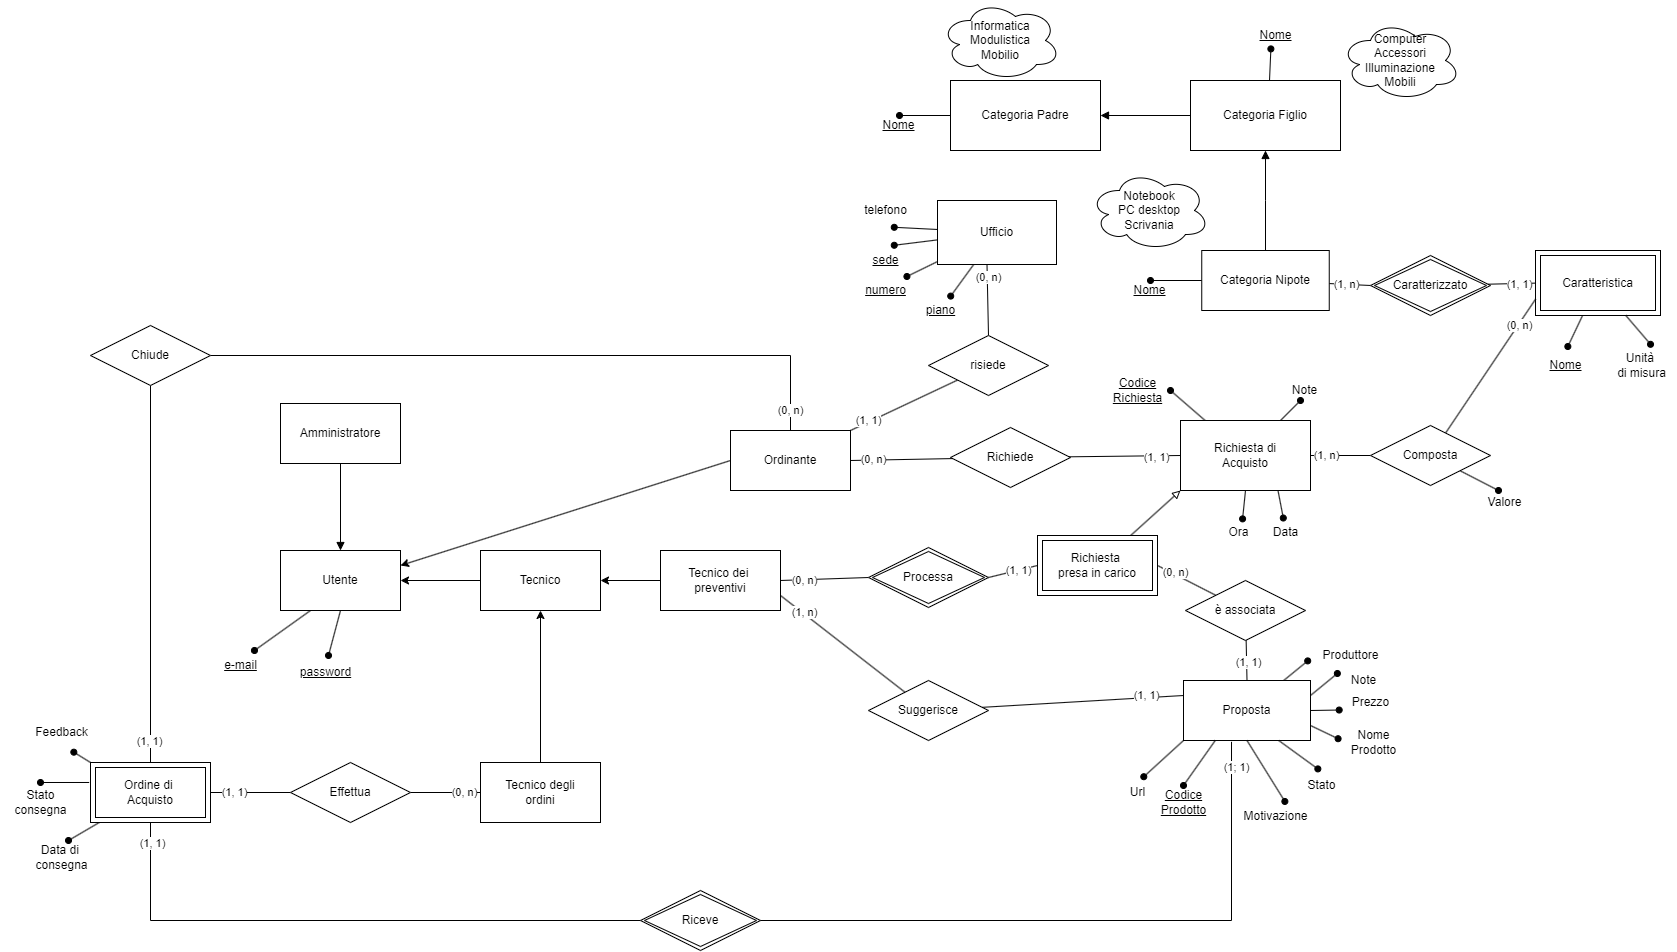 Informatica
Modulistica
Mobilio
Nome
Computer
Accessori
Illuminazione
Mobili
Categoria Padre
Categoria Figlio
Nome
Notebook
PC desktop
Scrivania
telefono
Ufficio
sede
(0, n)
numero
piano
Categoria Nipote
Nome
(1, n)
Caratterizzato
(1, 1)
Caratteristica
(0, n)
Nome
Unità
di misura
Chiude
risiede
Codice
Richiesta
Note
(0, n)
(1, 1)
Amministratore
Ordinante
(0, n)
Richiede
(1, 1)
Richiesta di
Acquisto
(1, n)
Composta
Valore
Ora
Data
Utente
Tecnico
Tecnico dei
preventivi
(0, n)
Processa
(1, 1)
Richiesta
presa in carico
(0, n)
(1, n)
è associata
e-mail
password
(1, 1)
Produttore
Note
Prezzo
Nome
Prodotto
Suggerisce
(1, 1)
Proposta
Feedback
(1, 1)
(1; 1)
Stato
Url
Codice
Prodotto
Motivazione
Stato
consegna
Ordine di
Acquisto
(1, 1)
Effettua
(0, n)
Tecnico degli
ordini
Data di
consegna
(1, 1)
Riceve